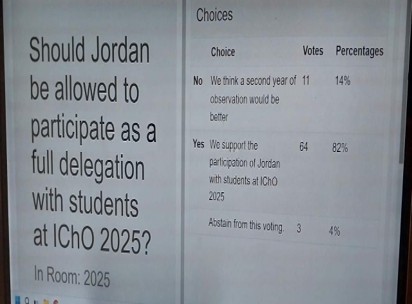 Should Jordan
be allowed to
participate as a
full delegation
with students
at IChO 2025?
In Room: 2025
Choices
Choice Votes Percentages
No We think a second year of 11 14%
observation would be
better
Yes We support the 64 82%
participation of Jordan
with students at IChO
2025
Abstain from this voting 3 4%